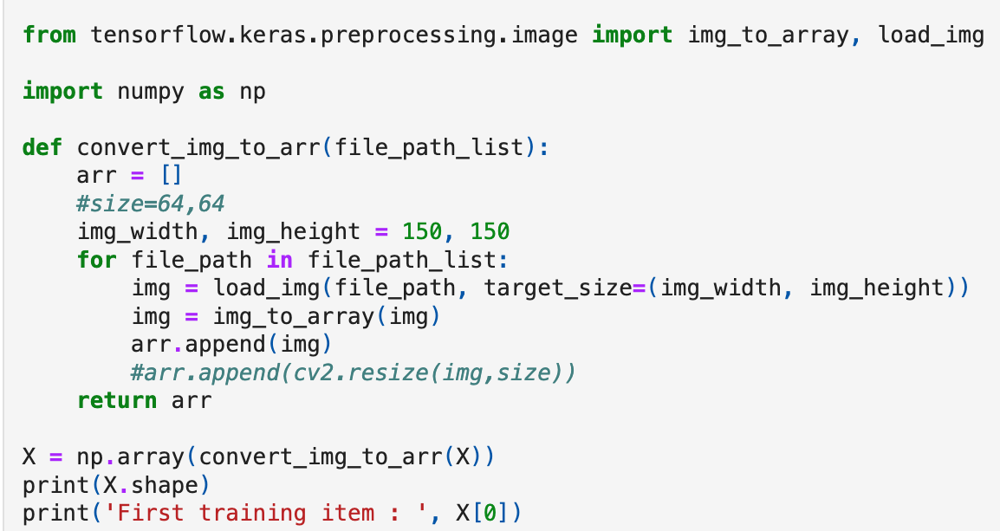 from tensorflow.keras.preprocessing.image import img_to_array, load_img
import numpy as np
def convert_img_to_arr(file_path_list):
    arr = []
    #size=64,64
    img_width, img_height = 150, 150
    for file_path in file_path_list:
        img = load_img(file_path, target_size=(img_width, img_height))
        img = img_to_array(img)
        arr.append(img)
        #arr.append(cv2.resize(img,size))
    return arr
X = np.array(convert_img_to_arr(X))
print(X.shape)
print('First training item : ', X[0])